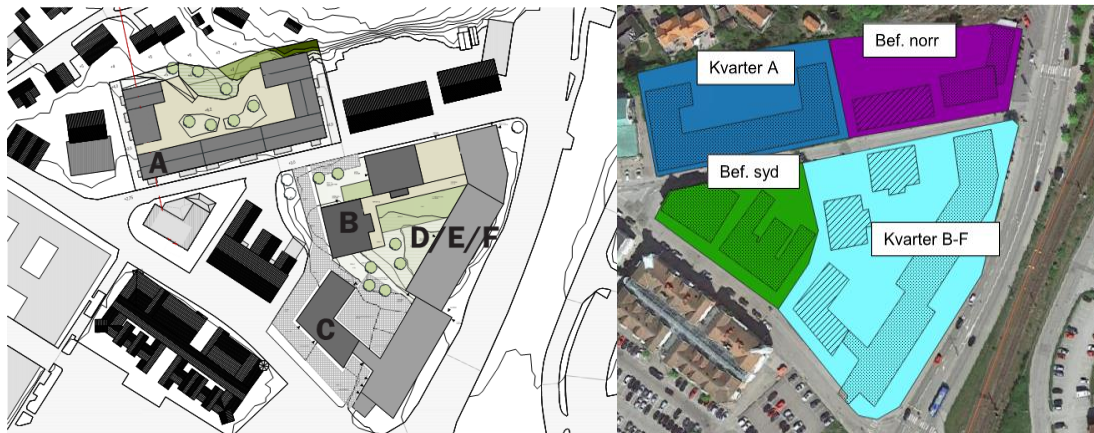 A
B
D/E/F
C
Kvarter A
Bef. norr
Bef. syd
Kvarter B-F